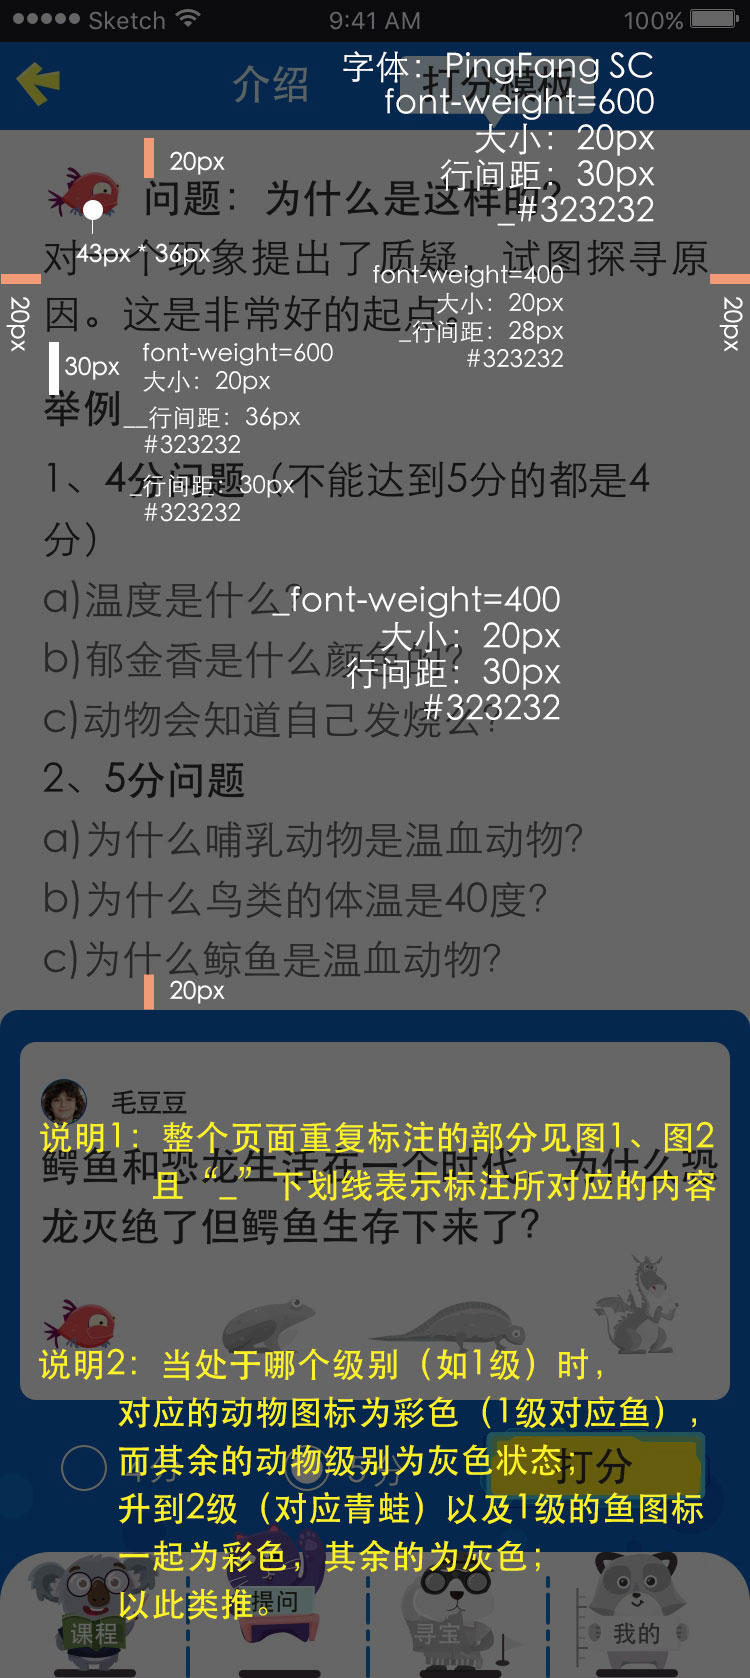 Sketch 9:41 AM 100%
介绍 打分模板
字体：PingFang SC
font-weight=600
大小：20px
行间距：30px
_#323232
20px
问题：为什么是这样的?
43px * 36px
对一个现象提出了质疑，试图探寻原
因。这是非常好的起点。
font-weight=400
大小：20px
_行间距：28px
#323232
20px
20px
30px
font-weight=600
大小：20px
举例
__行间距：36px
#323232
1、4分问题（不能达到5分的都是4
分）
_行间距：30px
#323232
a)温度是什么?
b)郁金香是什么颜色的?
c)动物会知道自己发烧么?
_font-weight=400
大小：20px
行间距：30px
#323232
2、5分问题
a)为什么哺乳动物是温血动物?
b)为什么鸟类的体温是40度?
c)为什么鲸鱼是温血动物?
20px
毛豆豆
说明1：整个页面重复标注的部分见图1、图2
且“_”下划线表示标注所对应的内容
鳄鱼和恐龙生活在一个时代，为什么恐
龙灭绝了但鳄鱼生存下来了?
说明2：当处于哪个级别（如1级）时，
对应的动物图标为彩色（1级对应鱼），
而其余的动物级别为灰色状态；
升到2级（对应青蛙）以及1级的鱼图标
一起为彩色，其余的为灰色；
以此类推。
4分 5分 打分
课程 提问 寻宝 我的